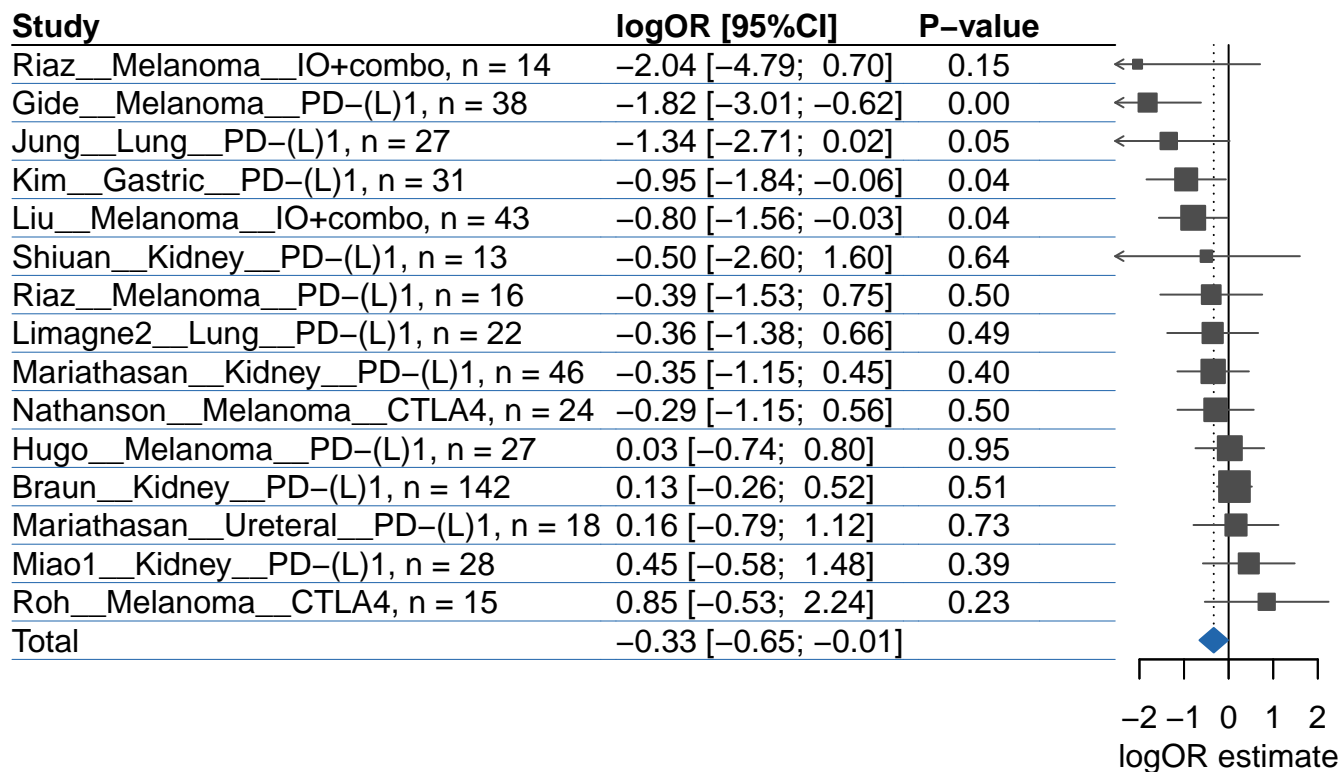 Study logOR [95%CI] P−value
Riaz__Melanoma__IO+combo, n = 14 −2.04 [−4.79; 0.70] 0.15
Gide__Melanoma__PD−(L)1, n = 38 −1.82 [−3.01; −0.62] 0.00
Jung__Lung__PD−(L)1, n = 27 −1.34 [−2.71; 0.02] 0.05
Kim__Gastric__PD−(L)1, n = 31 −0.95 [−1.84; −0.06] 0.04
Liu__Melanoma__IO+combo, n = 43 −0.80 [−1.56; −0.03] 0.04
Shiuan__Kidney__PD−(L)1, n = 13 −0.50 [−2.60; 1.60] 0.64
Riaz__Melanoma__PD−(L)1, n = 16 −0.39 [−1.53; 0.75] 0.50
Limagne2__Lung__PD−(L)1, n = 22 −0.36 [−1.38; 0.66] 0.49
Mariathasan__Kidney__PD−(L)1, n = 46 −0.35 [−1.15; 0.45] 0.40
Nathanson__Melanoma__CTLA4, n = 24 −0.29 [−1.15; 0.56] 0.50
Hugo__Melanoma__PD−(L)1, n = 27 0.03 [−0.74; 0.80] 0.95
Braun__Kidney__PD−(L)1, n = 142 0.13 [−0.26; 0.52] 0.51
Mariathasan__Ureteral__PD−(L)1, n = 18 0.16 [−0.79; 1.12] 0.73
Miao1__Kidney__PD−(L)1, n = 28 0.45 [−0.58; 1.48] 0.39
Roh__Melanoma__CTLA4, n = 15 0.85 [−0.53; 2.24] 0.23
Total −0.33 [−0.65; −0.01]
−2 −1 0 1 2
logOR estimate